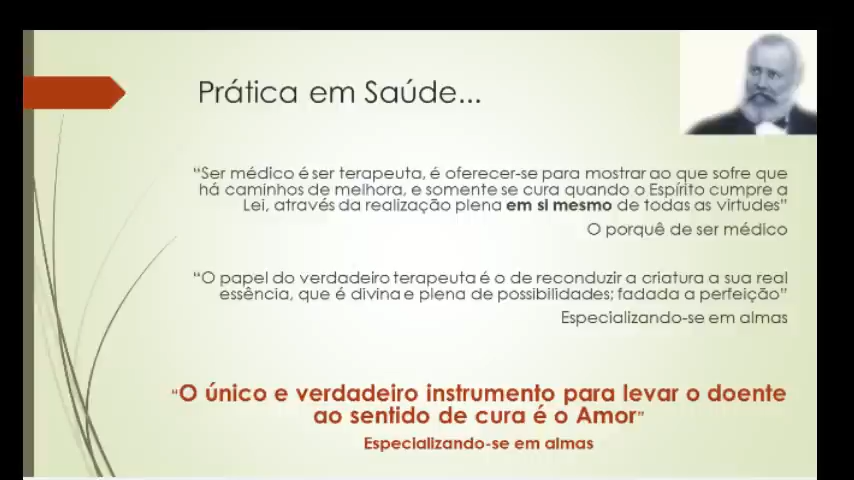 Prática em Saúde...
“Ser médico é ser terapeuta, é oferecer-se para mostrar ao que sofre que
há caminhos de melhora, e somente se cura quando o Espírito cumpre a
Lei, através da realização plena em si mesmo de todas as virtudes”
O porquê de ser médico
“O papel do verdadeiro terapeuta é o de reconduzir a criatura a sua real
essência, que é divina e plena de possibilidades; fadada a perfeição”
Especializando-se em almas
“O único e verdadeiro instrumento para levar o doente
ao sentido de cura é o Amor”
Especializando-se em almas